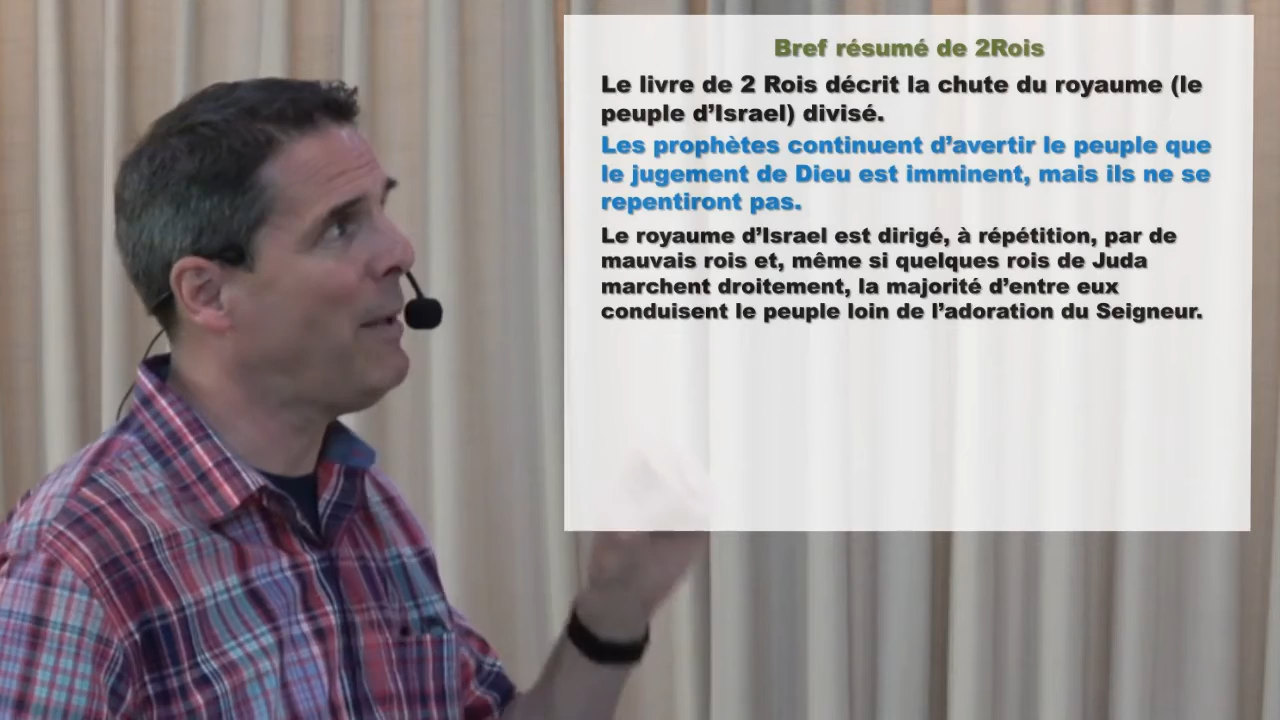 Bref résumé de 2Rois
Le livre de 2 Rois décrit la chute du royaume (le
peuple d’Israel) divisé.
Les prophètes continuent d’avertir le peuple que
le jugement de Dieu est imminent, mais ils ne se
repentiront pas.
Le royaume d’Israel est dirigé, à répétition, par de
mauvais rois et, même si quelques rois de Juda
marchent droitement, la majorité d’entre eux
conduisent le peuple loin de l’adoration du Seigneur.